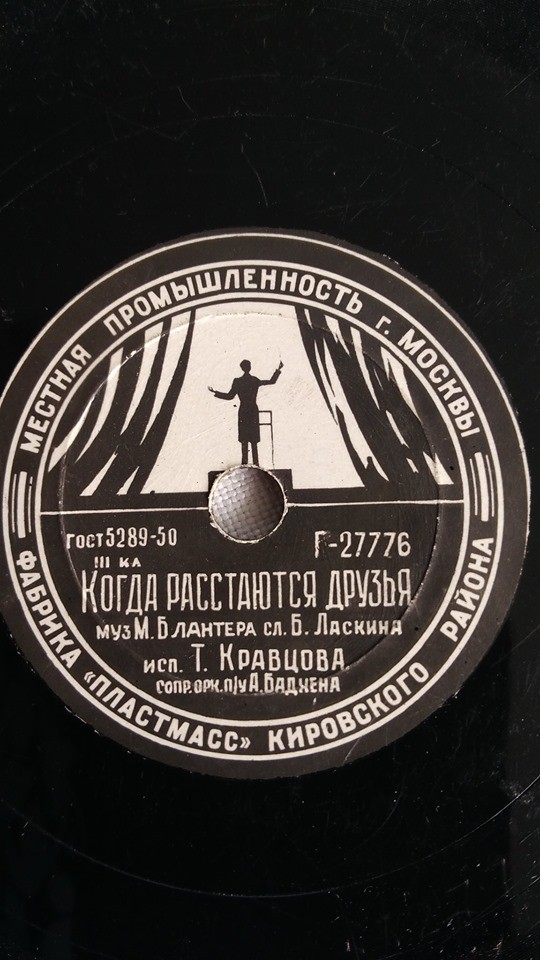 МЕСТНАЯ ПРОМЫШЛЕННОСТЬ г. МОСКВЫ
ГОСТ 5289-50
Г-27776
III КЛ
КОГДА РАССТАЮТСЯ ДРУЗЬЯ
МУЗ М. БЛАНТЕРА СЛ. Б. ЛАСКИНА
ИСП. Т. КРАВЦОВА
СОПР. ОРК. П/У А. БАДХЕНА
ФАБРИКА «ПЛАСТМАСС» КИРОВСКОГО РАЙОНА